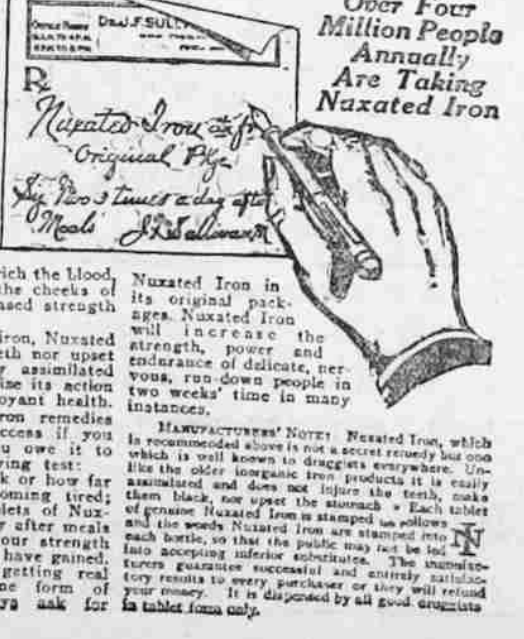 Over Four
Million People
Annually
Are Taking
Nuxated Iron
DR. J.F. SULL
Rx
Nuxated Iron
Original Pkge
Sig Two 3 times a day after
Meals
rich the blood,
the cheeks of
ased strength
iron, Nuxated
eth nor upset
assimilated
ise its action
oyant health.
ron remedies
ccess if you
u owe it to
ving test:
k or how far
oming tired;
lets of Nux-
y after meals
our strength
have gained.
getting real
ne form of
ys ask for
Nuxated Iron in
its original pack-
ages. Nuxated Iron
will increase the
strength, power and
endurance of delicate, ner-
vous, run-down people in
two weeks' time in many
instances.
MANUFACTURERS' NOTE: Nuxated Iron, which
is recommended above is not a secret remedy but one
which is well known to druggists everywhere. Un-
like the older inorganic iron products it is easily
assimilated and does not injure the teeth, make
them black, nor upset the stomach. Each tablet
of genuine Nuxated Iron is stamped as follows
and the words Nuxated Iron are stamped into
each bottle, so that the public may not be led
into accepting inferior substitutes. The manufac-
turers guarantee successful and entirely satisfac-
tory results to every purchaser or they will refund
your money. It is dispensed by all good druggists
in tablet form only.